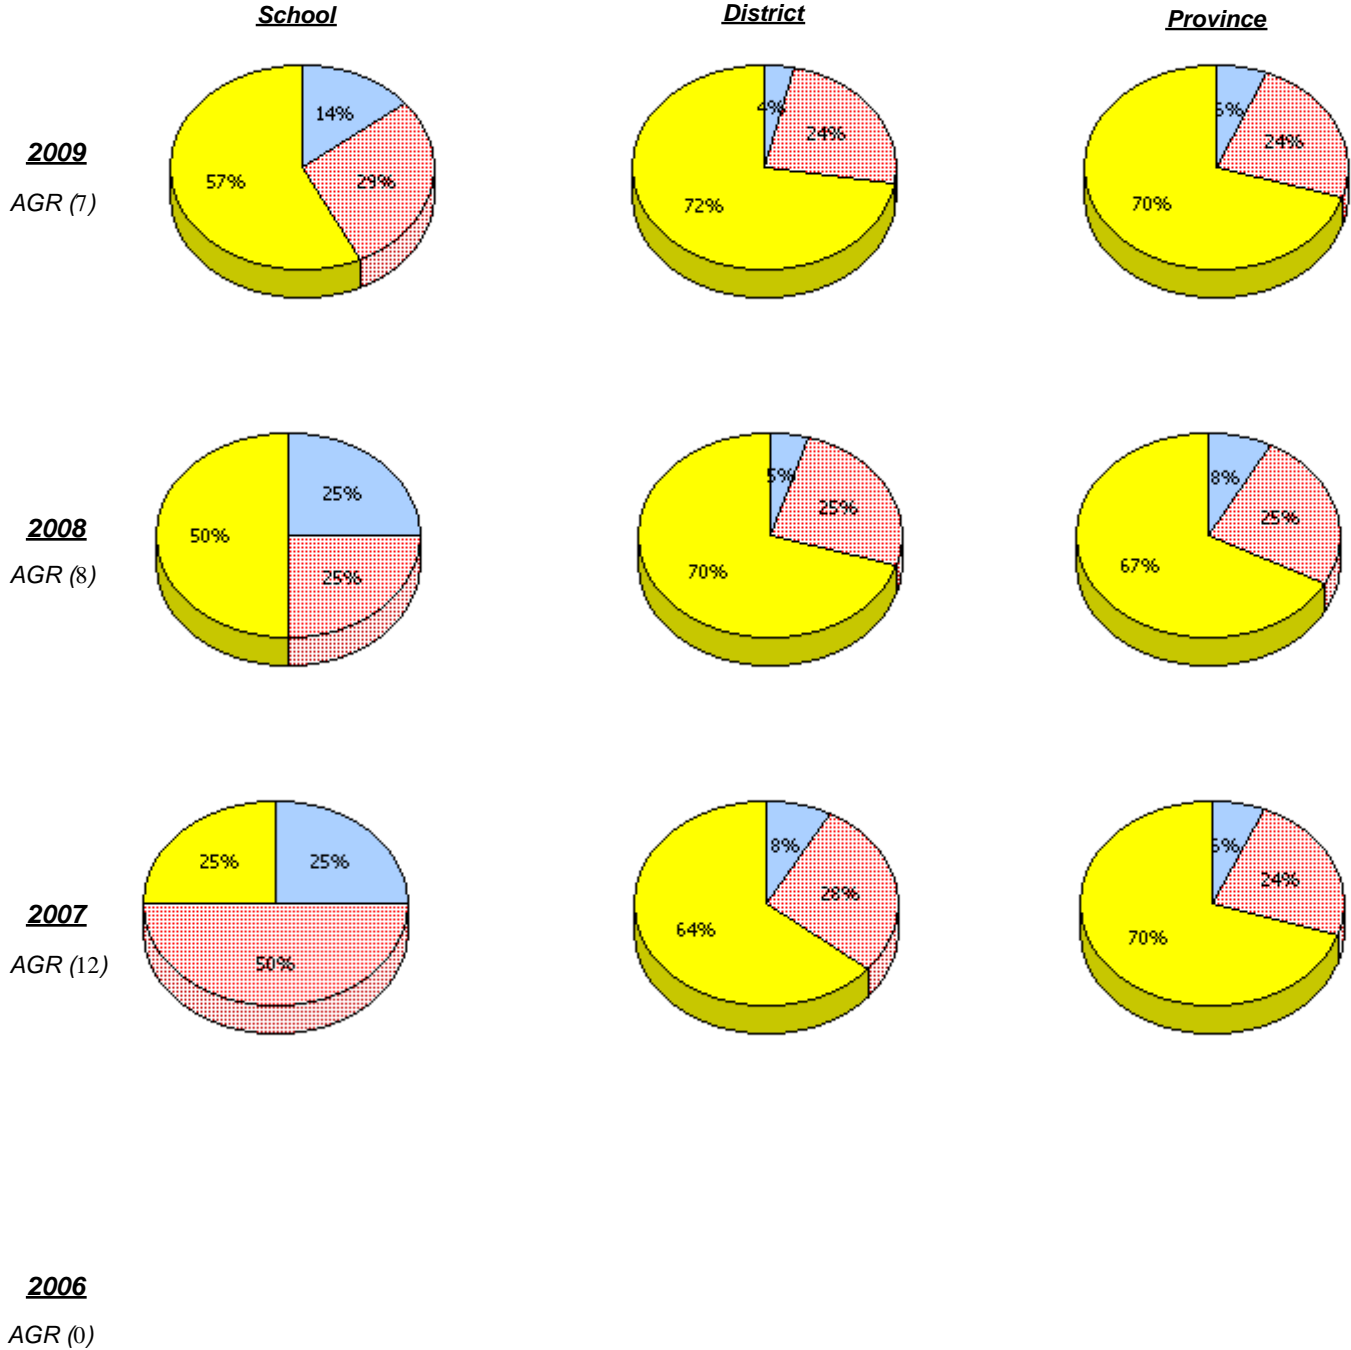 School District Province
14% 29% 57%
4% 24% 72%
6% 24% 70%
2009
AGR (7)
25% 25% 50%
5% 25% 70%
8% 25% 67%
2008
AGR (8)
25% 25% 50%
8% 28% 64%
6% 24% 70%
2007
AGR (12)
2006
AGR (0)